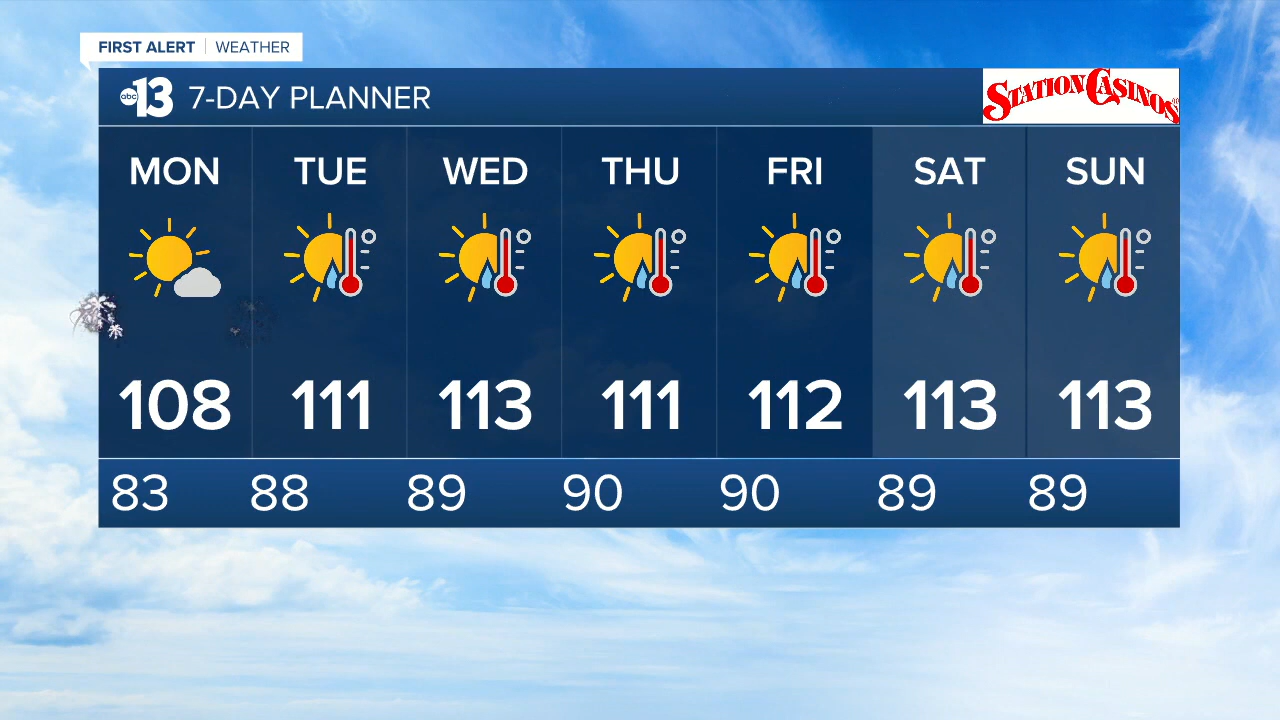 FIRST ALERT | WEATHER
abc 13 7-DAY PLANNER
STATION CASINOS
MON TUE WED THU FRI SAT SUN
108 111 113 111 112 113 113
83 88 89 90 90 89 89